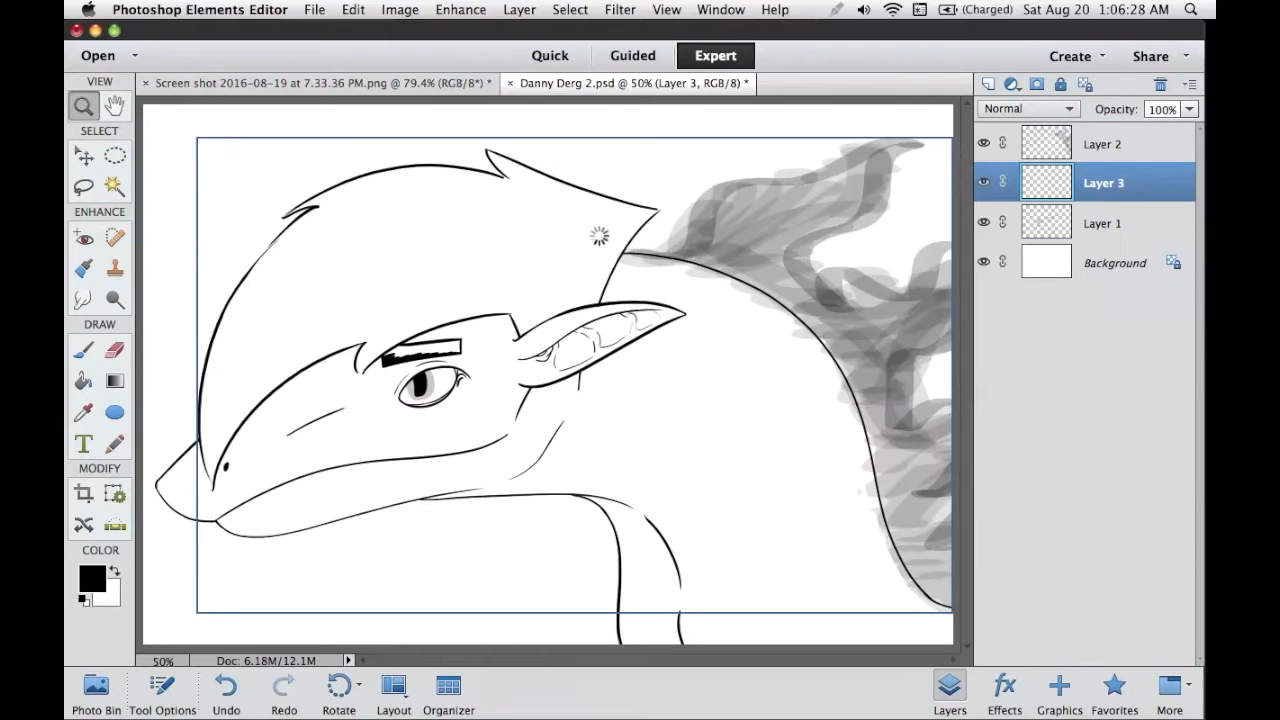 Photoshop Elements Editor File Edit Image Enhance Layer Select Filter View Window Help (Charged) Sat Aug 20 1:06:28 AM
Open Quick Guided Expert Create Share
VIEW Screen shot 2016-08-19 at 7.33.36 PM.png @ 79.4% (RGB/8*) * Danny Derg 2.psd @ 50% (Layer 3, RGB/8) *
Normal Opacity: 100%
SELECT
Layer 2
Layer 3
ENHANCE
Layer 1
Background
DRAW
T
MODIFY
COLOR
50% Doc: 6.18M/12.1M
fx
Photo Bin Tool Options Undo Redo Rotate Layout Organizer Layers Effects Graphics Favorites More